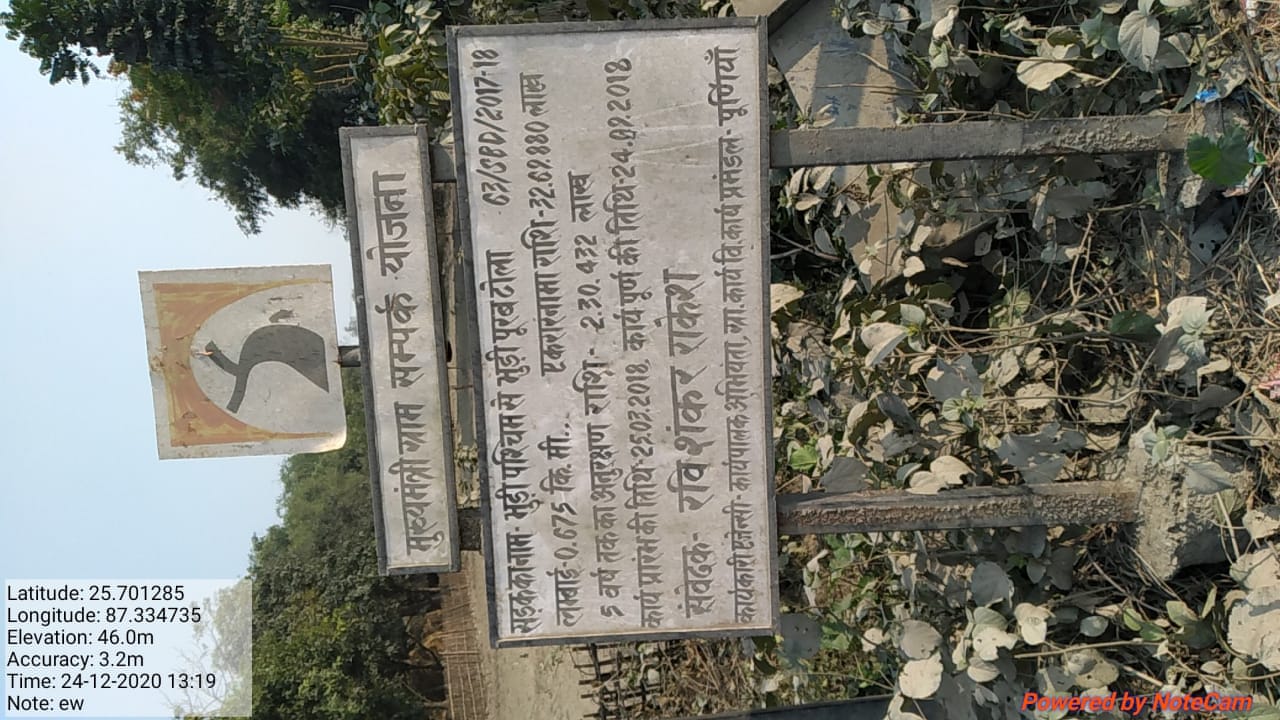 मुख्यमंत्री ग्राम सम्पर्क योजना
सड़क का नाम- भुड़ी पश्चिम से भुड़ी पूरब टोला 03/SBD/2017-18
लम्बाई- 0.675 कि. मी... एकरारनामा राशि- 32.69.880 लाख
5 वर्ष तक का अनुरक्षण राशि:- 2.30.432 लाख
कार्य प्रारंभ की तिथि- 25.03.2018, कार्य पूर्ण की तिथि- 24.02.2018
संवेदक- रविशंकर राकेश
कार्यकारी एजेन्सी- कार्यपालक अभियंता, ग्रा. कार्य वि. कार्य प्रमंडल- पूर्णियाँ
Latitude: 25.701285
Longitude: 87.334735
Elevation: 46.0m
Accuracy: 3.2m
Time: 24-12-2020 13:19
Note: ew
Powered by NoteCam